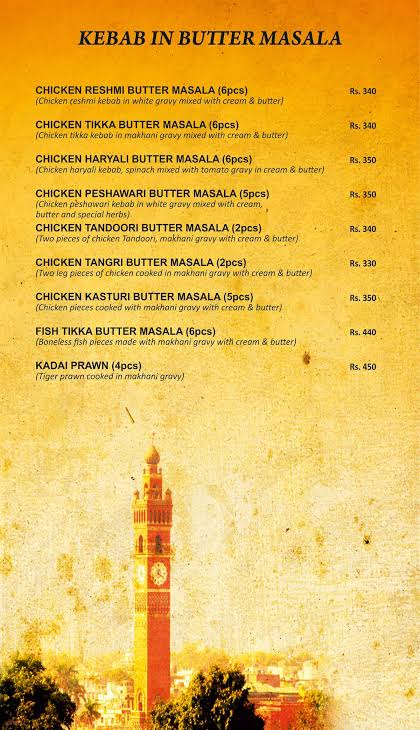 KEBAB IN BUTTER MASALA
CHICKEN RESHMI BUTTER MASALA (6pcs) Rs. 340
(Chicken reshmi kebab in white gravy mixed with cream & butter)
CHICKEN TIKKA BUTTER MASALA (6pcs) Rs. 340
(Chicken tikka kebab in makhani gravy mixed with cream & butter)
CHICKEN HARYALI BUTTER MASALA (6pcs) Rs. 350
(Chicken haryali kebab, spinach mixed with tomato gravy in cream & butter)
CHICKEN PESHAWARI BUTTER MASALA (5pcs) Rs. 350
(Chicken peshawari kebab in white gravy mixed with cream,
butter and special herbs)
CHICKEN TANDOORI BUTTER MASALA (2pcs) Rs. 340
(Two pieces of chicken Tandoori, makhani gravy with cream & butter)
CHICKEN TANGRI BUTTER MASALA (2pcs) Rs. 330
(Two leg pieces of chicken cooked in makhani gravy with cream & butter)
CHICKEN KASTURI BUTTER MASALA (5pcs) Rs. 350
(Chicken pieces cooked with makhani gravy with cream & butter)
FISH TIKKA BUTTER MASALA (6pcs) Rs. 440
(Boneless fish pieces made with makhani gravy with cream & butter)
KADAI PRAWN (4pcs) Rs. 450
(Tiger prawn cooked in makhani gravy)